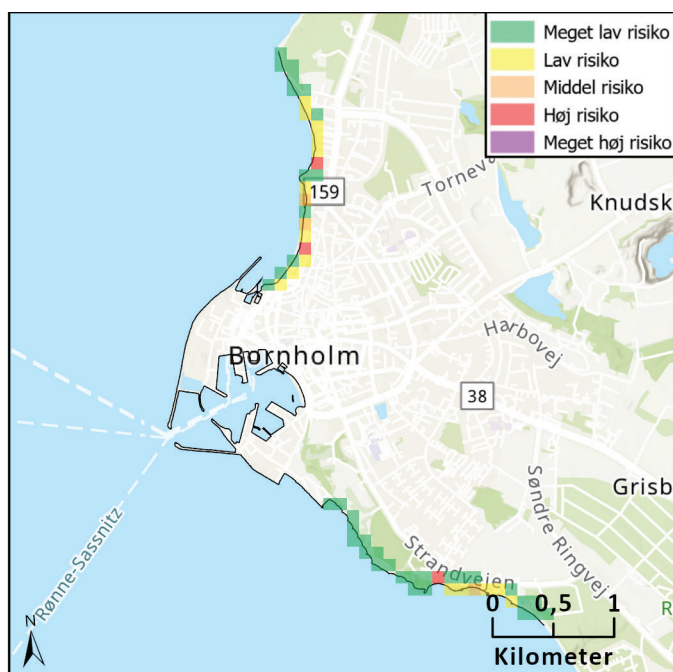 Meget lav risiko
Lav risiko
Middel risiko
Høj risiko
Meget høj risiko
Torneva
159
Knudsk
Harbovej
Bornholm
38
Grisb
Søndre Ringvej
Strandvejen
Rønne-Sassnitz
R
N
0 0,5 1
Kilometer